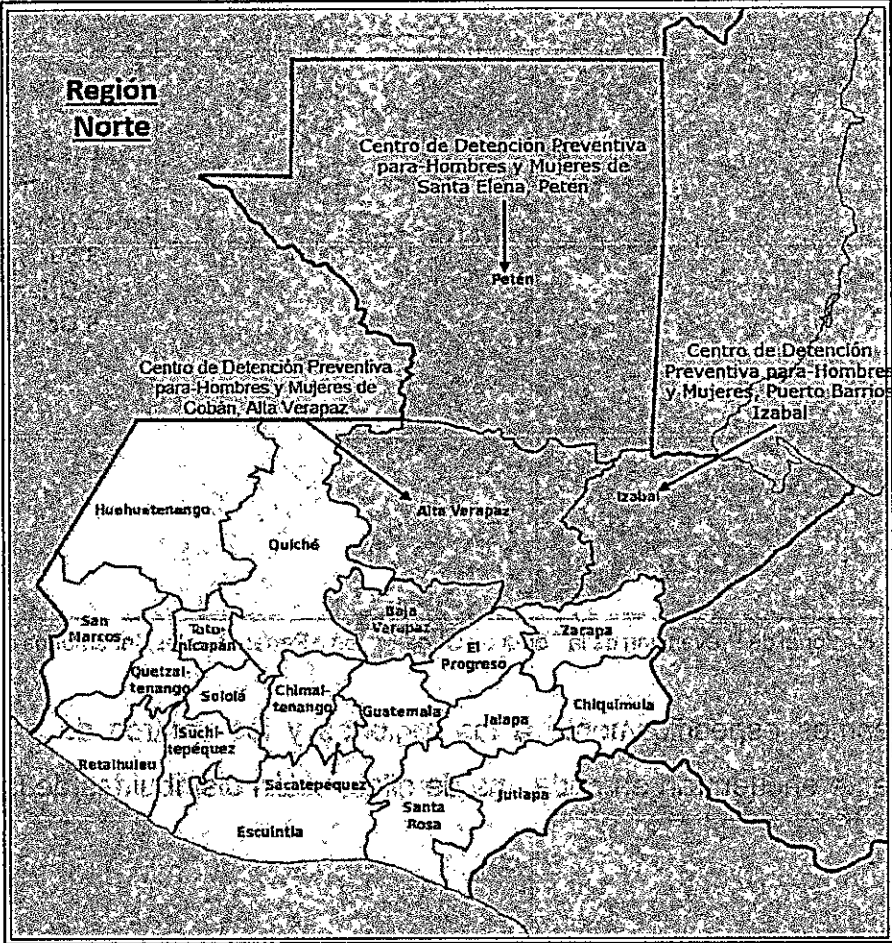 Región
Norte
Centro de Detención Preventiva
para-Hombres y Mujeres de
Santa Elena, Petén
Petén
Centro de Detención
Preventiva para-Hombres
y Mujeres, Puerto Barrios
Izabal
Centro de Detención Preventiva
para-Hombres y Mujeres de
Cobán, Alta Verapaz
Huehuetenango
Quiché
Alta Verapaz
Izabal
San
Marcos
Toto-
nicapán
Baja
Verapaz
El
Progreso
Zacapa
Quetzal-
tenango
Sololá
Chimal-
tenango
Guatemala
Jalapa
Chiquimula
Retalhuleu
Suchi-
tepéquez
Sacatepéquez
Escuintla
Santa
Rosa
Jutiapa